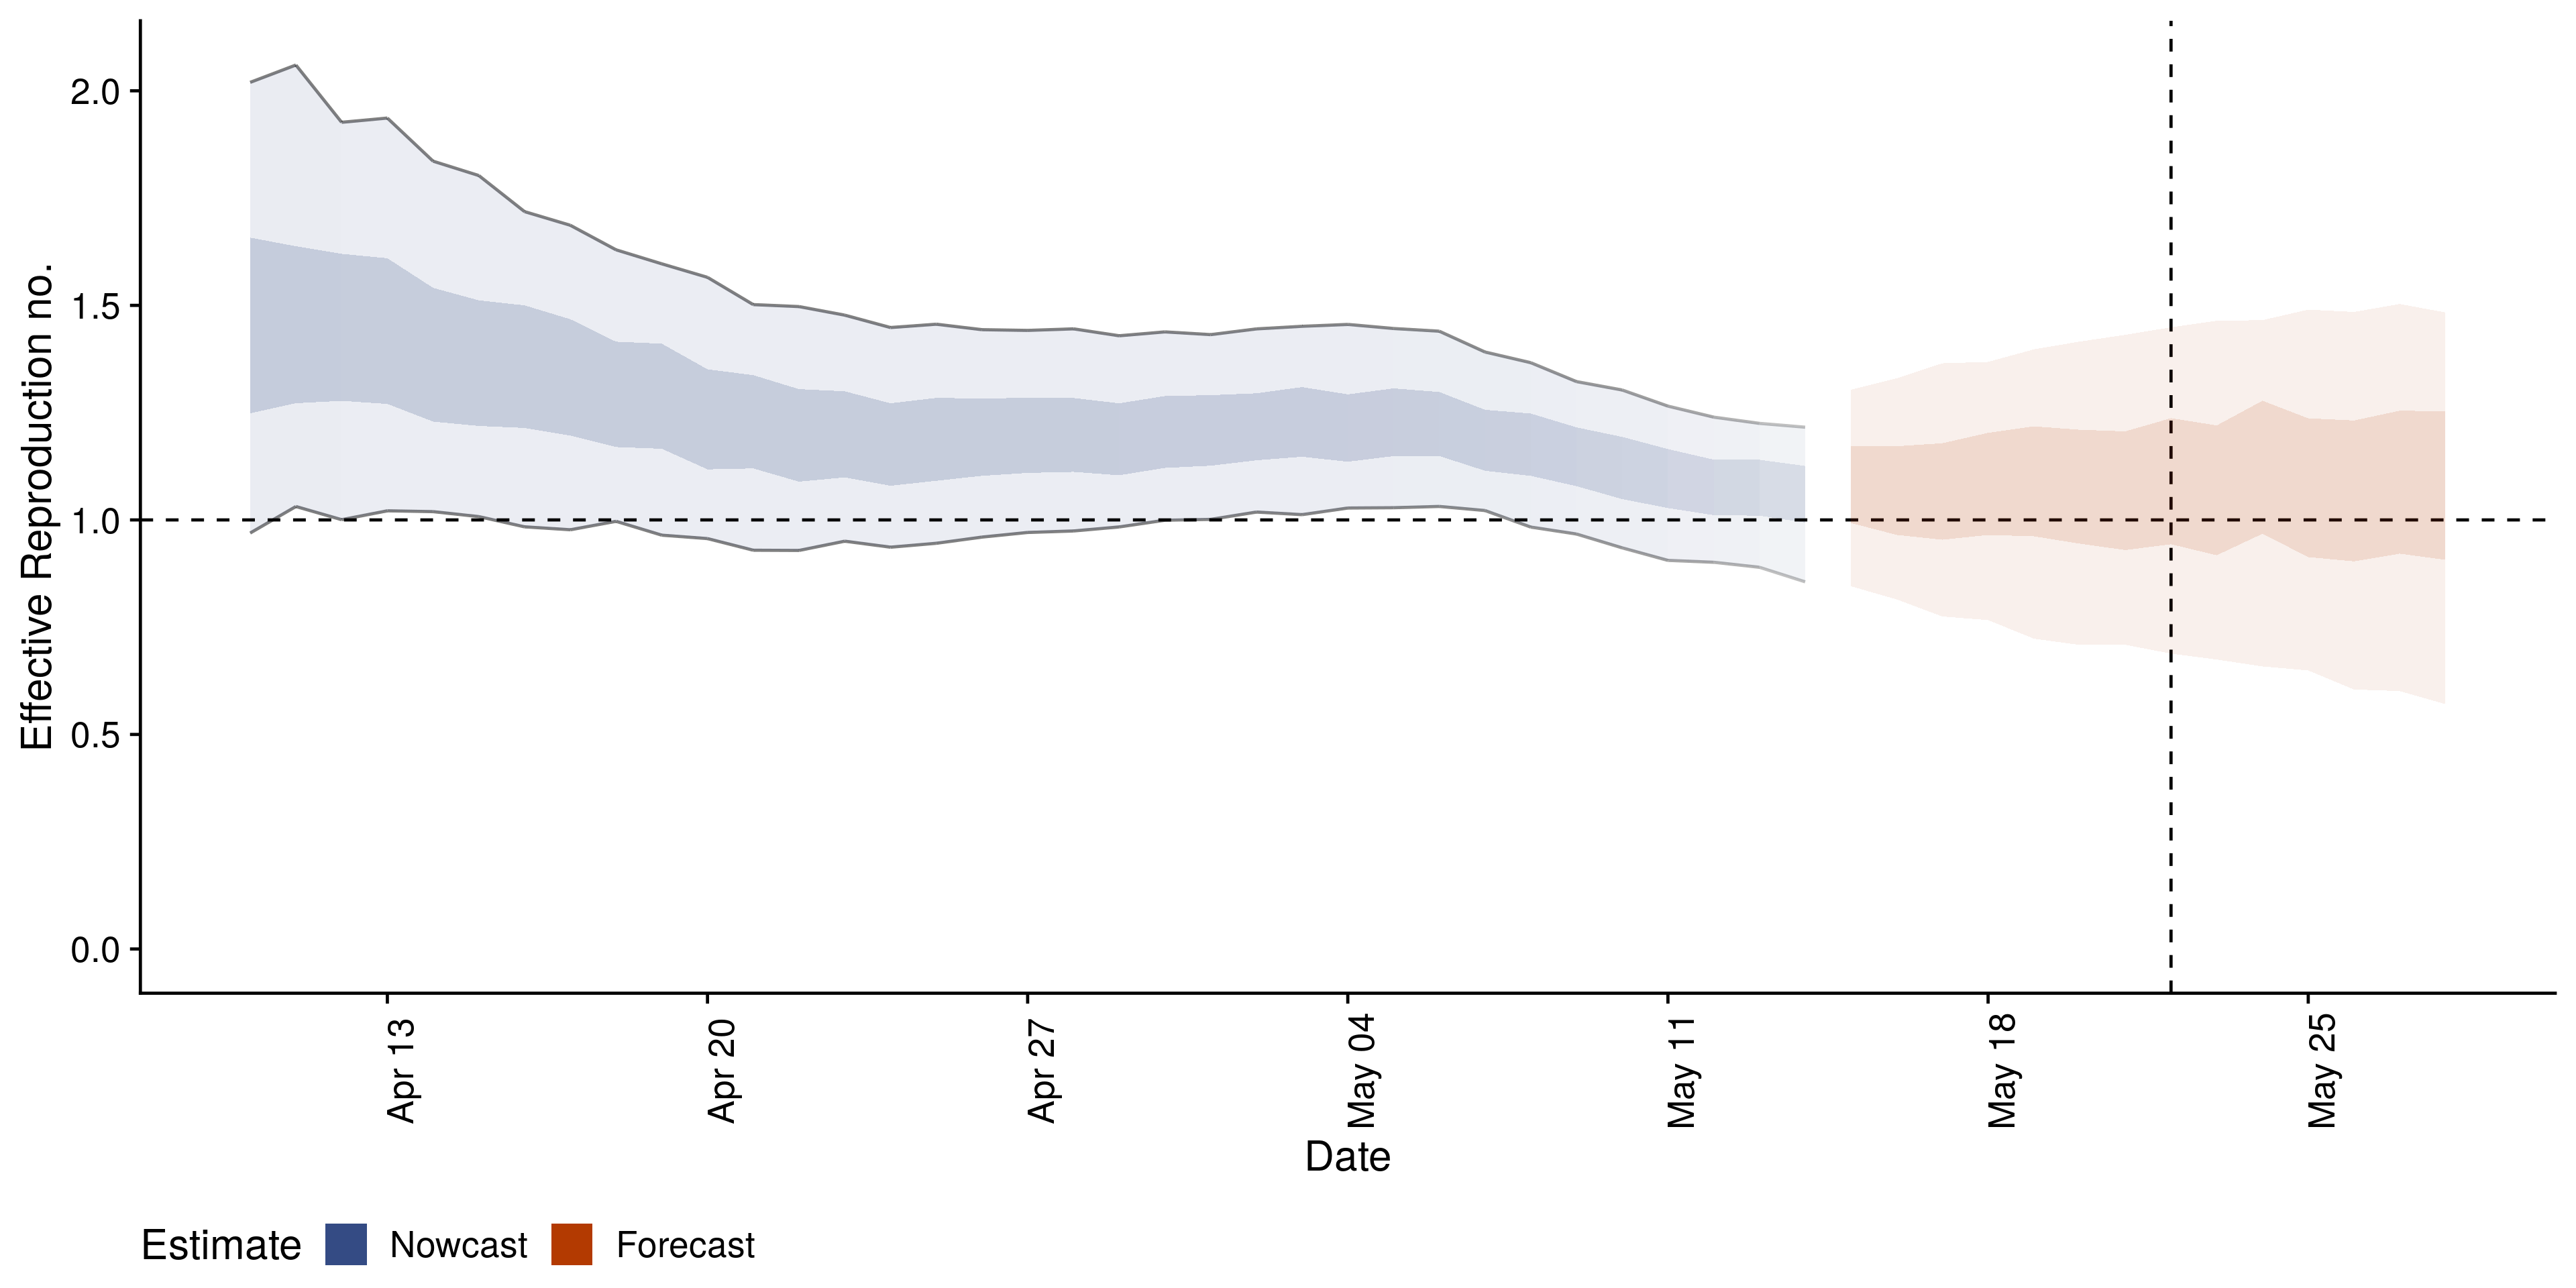 Effective Reproduction no.
2.0
1.5
1.0
0.5
0.0
Apr 13
Apr 20
Apr 27
May 04
May 11
May 18
May 25
Date
Estimate Nowcast Forecast